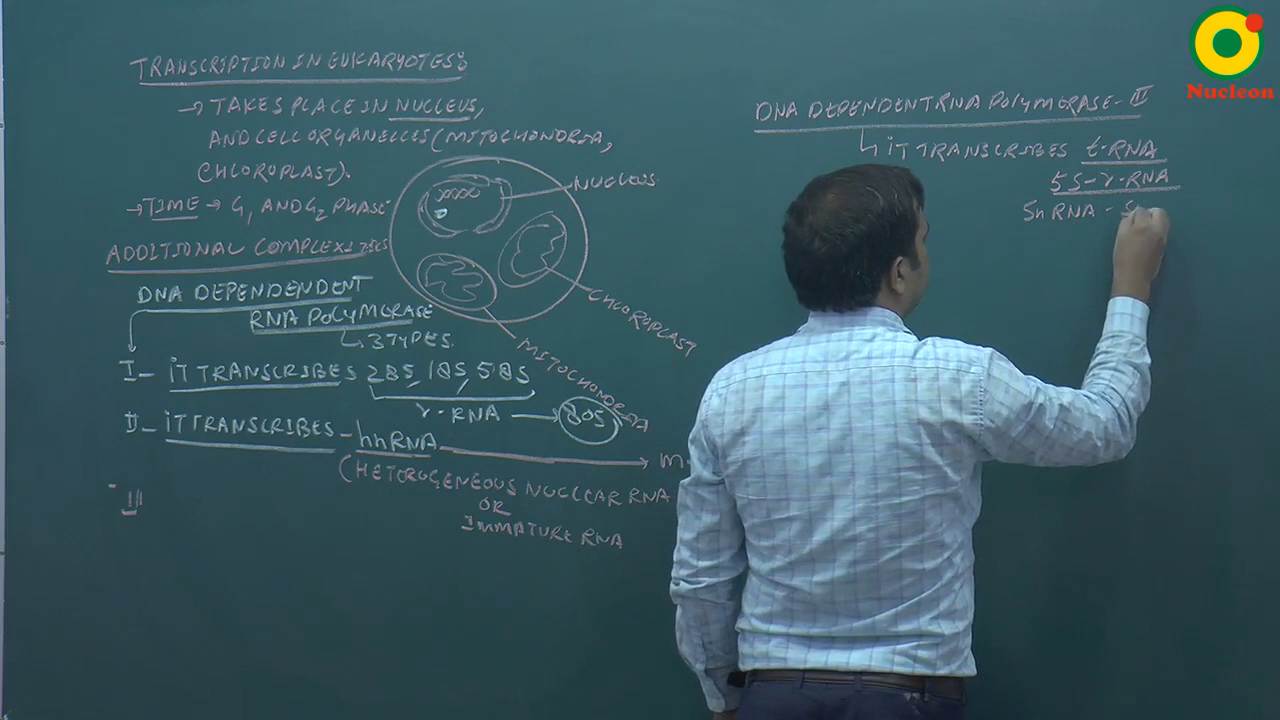 TRANSCRIPTION IN EUKARYOTES:
→ TAKES PLACE IN NUCLEUS,
AND CELL ORGANELLES (MITOCHONDRIA,
CHLOROPLAST).
→ TIME → G1 AND G2 PHASE
ADDITIONAL COMPLEXITIES
DNA DEPENDENT
RNA POLYMERASE
3 TYPES.
I - IT TRANSCRIBES 28S, 18S, 5.8S
r-RNA → 80S
II - IT TRANSCRIBES - hnRNA → m
(HETEROGENEOUS NUCLEAR RNA
OR
IMMATURE RNA
III
NUCLEUS
CHLOROPLAST
MITOCHONDRIA
DNA DEPENDENT RNA POLYMERASE - III
IT TRANSCRIBES t-RNA
5S-r-RNA
SnRNA - S
Nucleon